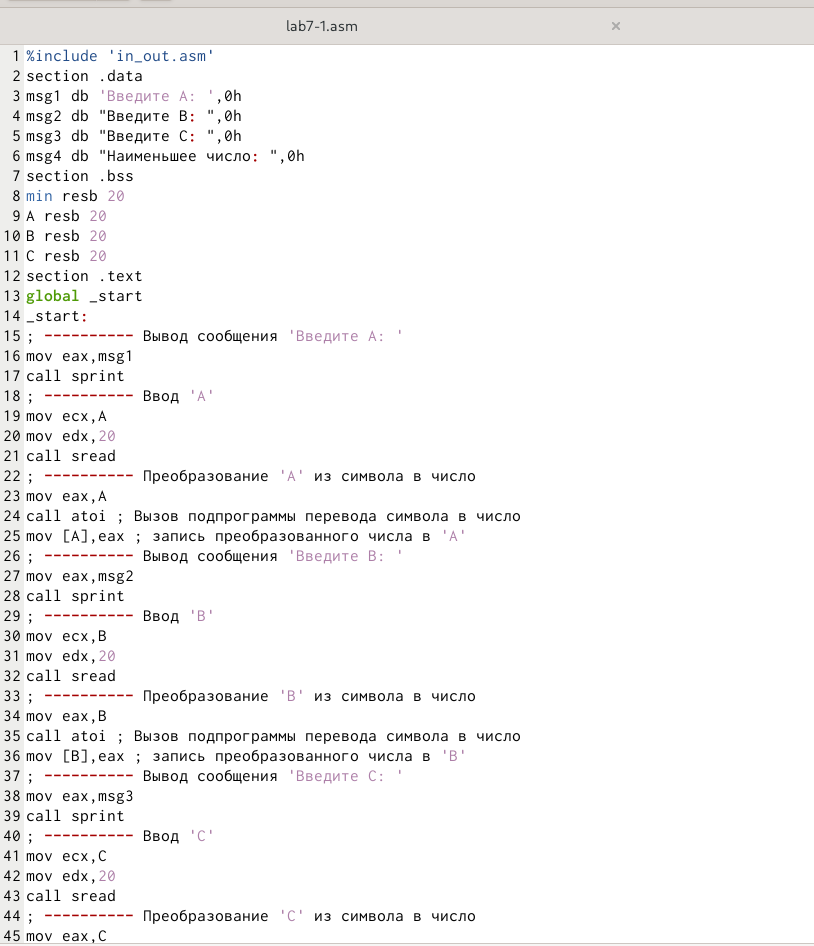 lab7-1.asm ×
1 %include 'in_out.asm'
2 section .data
3 msg1 db 'Введите A: ',0h
4 msg2 db "Введите B: ",0h
5 msg3 db "Введите C: ",0h
6 msg4 db "Наименьшее число: ",0h
7 section .bss
8 min resb 20
9 A resb 20
10 B resb 20
11 C resb 20
12 section .text
13 global _start
14 _start:
15 ; ---------- Вывод сообщения 'Введите A: '
16 mov eax,msg1
17 call sprint
18 ; ---------- Ввод 'A'
19 mov ecx,A
20 mov edx,20
21 call sread
22 ; ---------- Преобразование 'A' из символа в число
23 mov eax,A
24 call atoi ; Вызов подпрограммы перевода символа в число
25 mov [A],eax ; запись преобразованного числа в 'A'
26 ; ---------- Вывод сообщения 'Введите B: '
27 mov eax,msg2
28 call sprint
29 ; ---------- Ввод 'B'
30 mov ecx,B
31 mov edx,20
32 call sread
33 ; ---------- Преобразование 'B' из символа в число
34 mov eax,B
35 call atoi ; Вызов подпрограммы перевода символа в число
36 mov [B],eax ; запись преобразованного числа в 'B'
37 ; ---------- Вывод сообщения 'Введите C: '
38 mov eax,msg3
39 call sprint
40 ; ---------- Ввод 'C'
41 mov ecx,C
42 mov edx,20
43 call sread
44 ; ---------- Преобразование 'C' из символа в число
45 mov eax,C